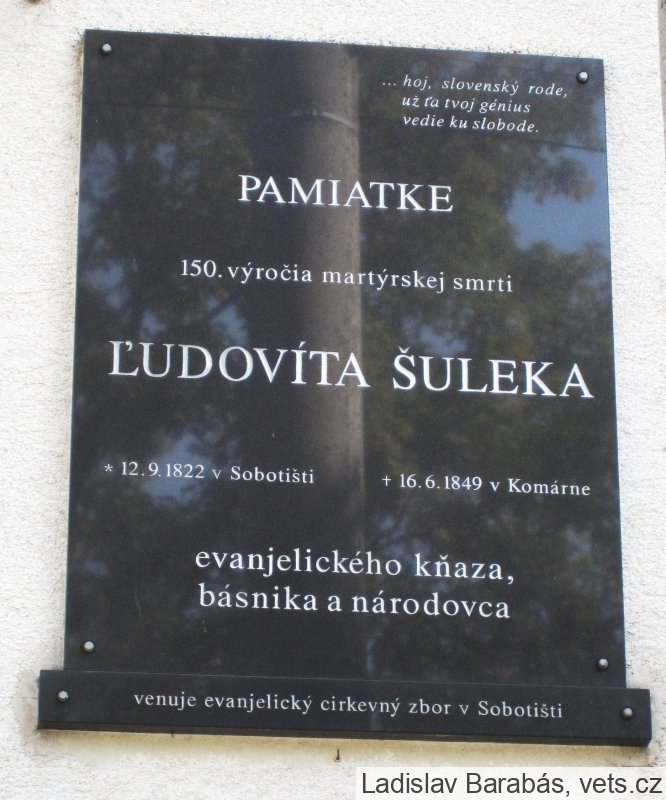 ... hoj, slovenský rode,
už ťa tvoj génius
vedie ku slobode.
PAMIATKE
150. výročia martýrskej smrti
ĽUDOVÍTA ŠULEKA
* 12.9.1822 v Sobotišti
+ 16.6.1849 v Komárne
evanjelického kňaza,
básnika a národovca
venuje evanjelický cirkevný zbor v Sobotišti
Ladislav Barabás, vets.cz